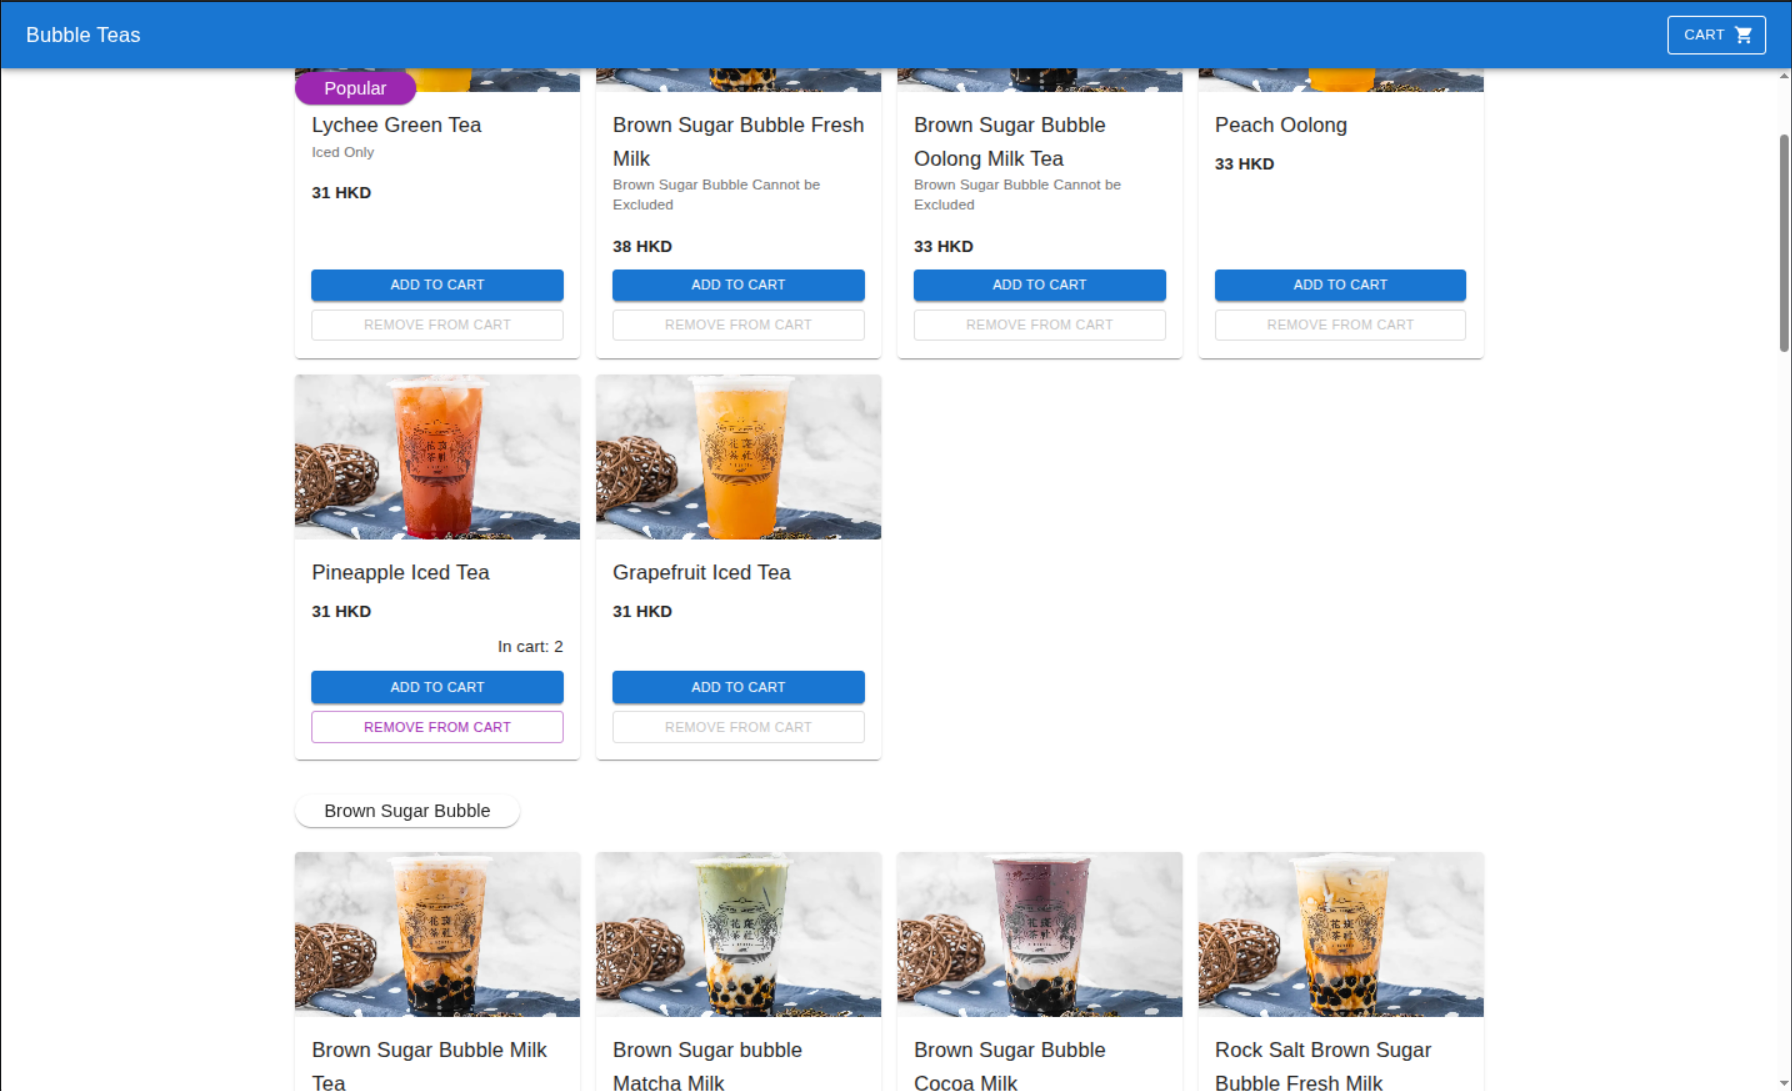 Bubble Teas
CART
Popular
Lychee Green Tea
Iced Only
31 HKD
ADD TO CART
REMOVE FROM CART
Brown Sugar Bubble Fresh
Milk
Brown Sugar Bubble Cannot be
Excluded
38 HKD
ADD TO CART
REMOVE FROM CART
Brown Sugar Bubble
Oolong Milk Tea
Brown Sugar Bubble Cannot be
Excluded
33 HKD
ADD TO CART
REMOVE FROM CART
Peach Oolong
33 HKD
ADD TO CART
REMOVE FROM CART
Pineapple Iced Tea
31 HKD
In cart: 2
ADD TO CART
REMOVE FROM CART
Grapefruit Iced Tea
31 HKD
ADD TO CART
REMOVE FROM CART
Brown Sugar Bubble
Brown Sugar Bubble Milk
Tea
Brown Sugar bubble
Matcha Milk
Brown Sugar Bubble
Cocoa Milk
Rock Salt Brown Sugar
Bubble Fresh Milk